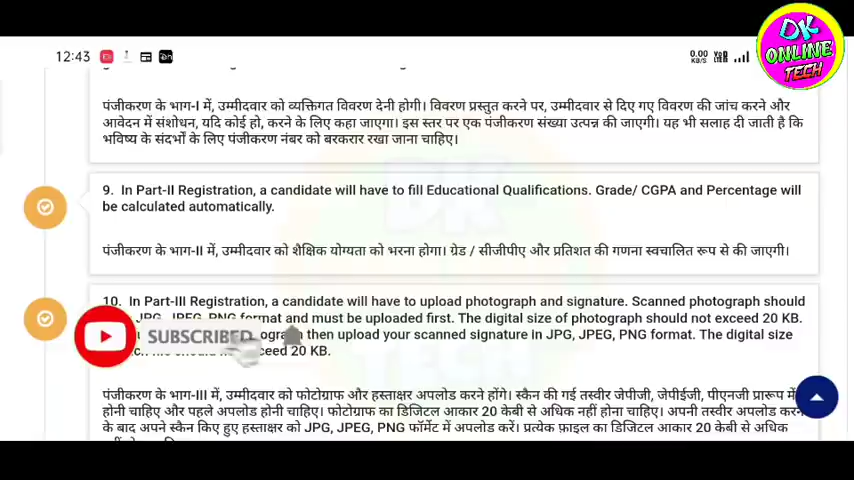 12:43
0.00 KB/S
DK
ONLINE
TECH
पंजीकरण के भाग-I में, उम्मीदवार को व्यक्तिगत विवरण देनी होगी। विवरण प्रस्तुत करने पर, उम्मीदवार से दिए गए विवरण की जांच करने और
आवेदन में संशोधन, यदि कोई हो, करने के लिए कहा जाएगा। इस स्तर पर एक पंजीकरण संख्या उत्पन्न की जाएगी। यह भी सलाह दी जाती है कि
भविष्य के संदर्भों के लिए पंजीकरण नंबर को बरकरार रखा जाना चाहिए।
9. In Part-II Registration, a candidate will have to fill Educational Qualifications. Grade/ CGPA and Percentage will
be calculated automatically.
पंजीकरण के भाग-II में, उम्मीदवार को शैक्षिक योग्यता को भरना होगा। ग्रेड / सीजीपीए और प्रतिशत की गणना स्वचालित रूप से की जाएगी।
10. In Part-III Registration, a candidate will have to upload photograph and signature. Scanned photograph should
JPG, JPEG, PNG format and must be uploaded first. The digital size of photograph should not exceed 20 KB.
SUBSCRIBED
then upload your scanned signature in JPG, JPEG, PNG format. The digital size
exceed 20 KB.
पंजीकरण के भाग-III में, उम्मीदवार को फोटोग्राफ और हस्ताक्षर अपलोड करने होंगे। स्कैन की गई तस्वीर जेपीजी, जेपीईजी, पीएनजी प्रारूप में
होनी चाहिए और पहले अपलोड होनी चाहिए। फोटोग्राफ का डिजिटल आकार 20 केबी से अधिक नहीं होना चाहिए। अपनी तस्वीर अपलोड करने
के बाद अपने स्कैन किए हुए हस्ताक्षर को JPG, JPEG, PNG फॉर्मेट में अपलोड करें। प्रत्येक फ़ाइल का डिजिटल आकार 20 केबी से अधिक